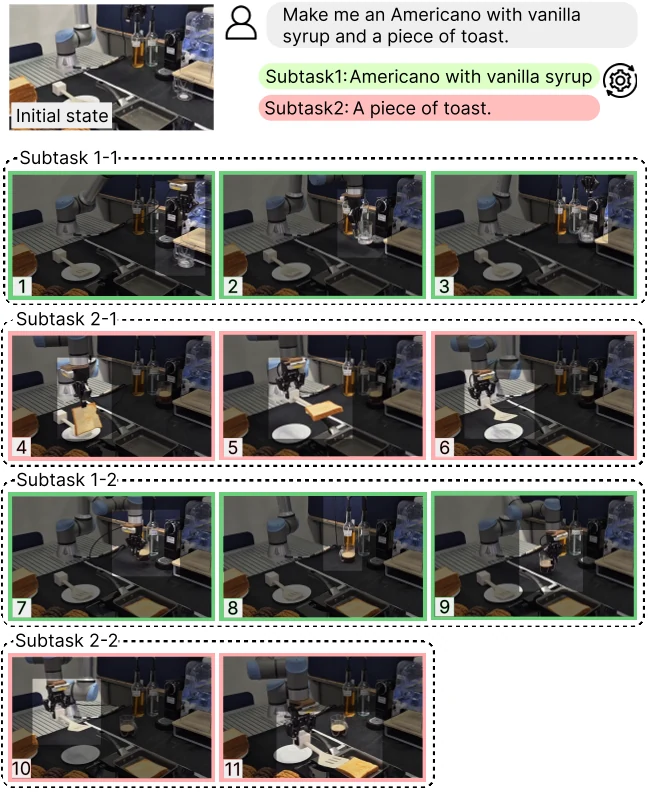 Make me an Americano with vanilla
syrup and a piece of toast.
Subtask1: Americano with vanilla syrup
Subtask2: A piece of toast.
Initial state
Subtask 1-1
1
2
3
Subtask 2-1
4
5
6
Subtask 1-2
7
8
9
Subtask 2-2
10
11